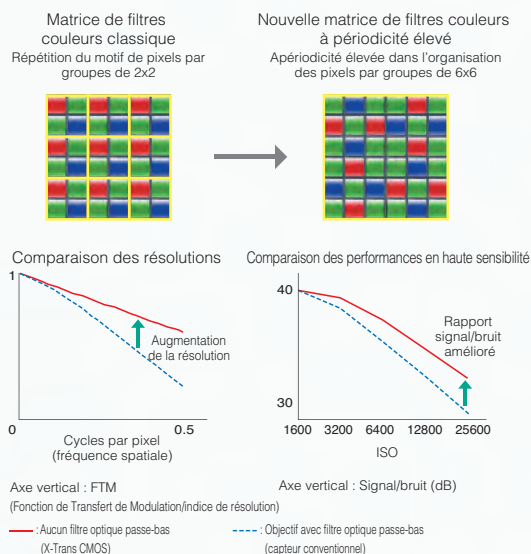 Matrice de filtres
couleurs classique
Répétition du motif de pixels par
groupes de 2x2
Nouvelle matrice de filtres couleurs
à périodicité élevé
Apériodicité élevée dans l'organisation
des pixels par groupes de 6x6
Comparaison des résolutions
1
Augmentation
de la résolution
0
0.5
Cycles par pixel
(fréquence spatiale)
Axe vertical : FTM
(Fonction de Transfert de Modulation/indice de résolution)
Comparaison des performances en haute sensibilité
40
Rapport
signal/bruit
amélioré
30
1600 3200 6400 12800 25600
ISO
Axe vertical : Signal/bruit (dB)
: Aucun filtre optique passe-bas
(X-Trans CMOS)
: Objectif avec filtre optique passe-bas
(capteur conventionnel)